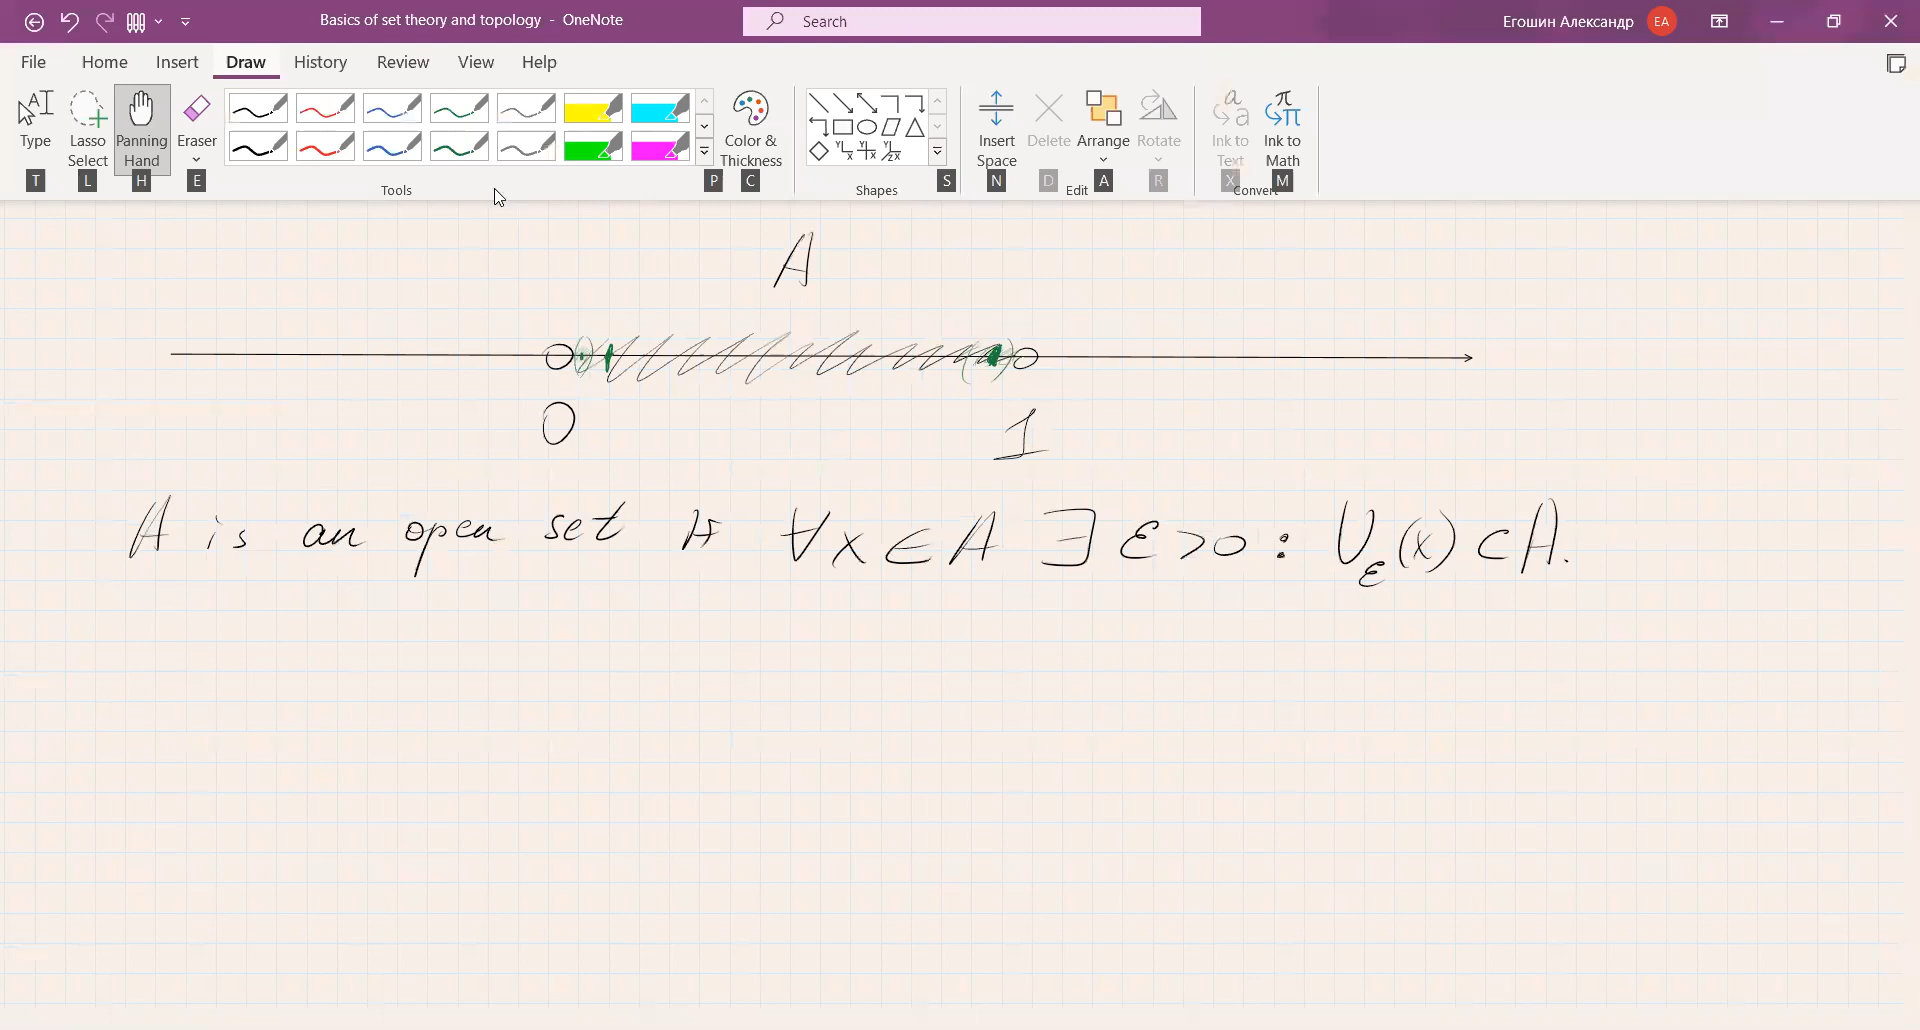 Basics of set theory and topology - OneNote
Search
Егошин Александр
EA
File Home Insert Draw History Review View Help
Type Lasso Select Panning Hand Eraser Color & Thickness Insert Space Delete Arrange Rotate Ink to Text Ink to Math
T L H E P C S N D A R X M
Tools Shapes Edit Convert
A
0 1
A is an open set if ∀x∈A ∃ε>0: U_ε(x)⊂A.